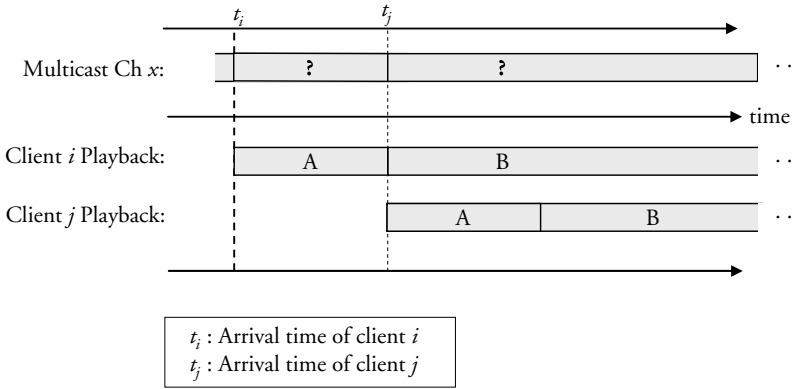 t_i t_j
Multicast Ch x: ? ? ..
time
Client i Playback: A B ..
Client j Playback: A B ..
t_i : Arrival time of client i
t_j : Arrival time of client j